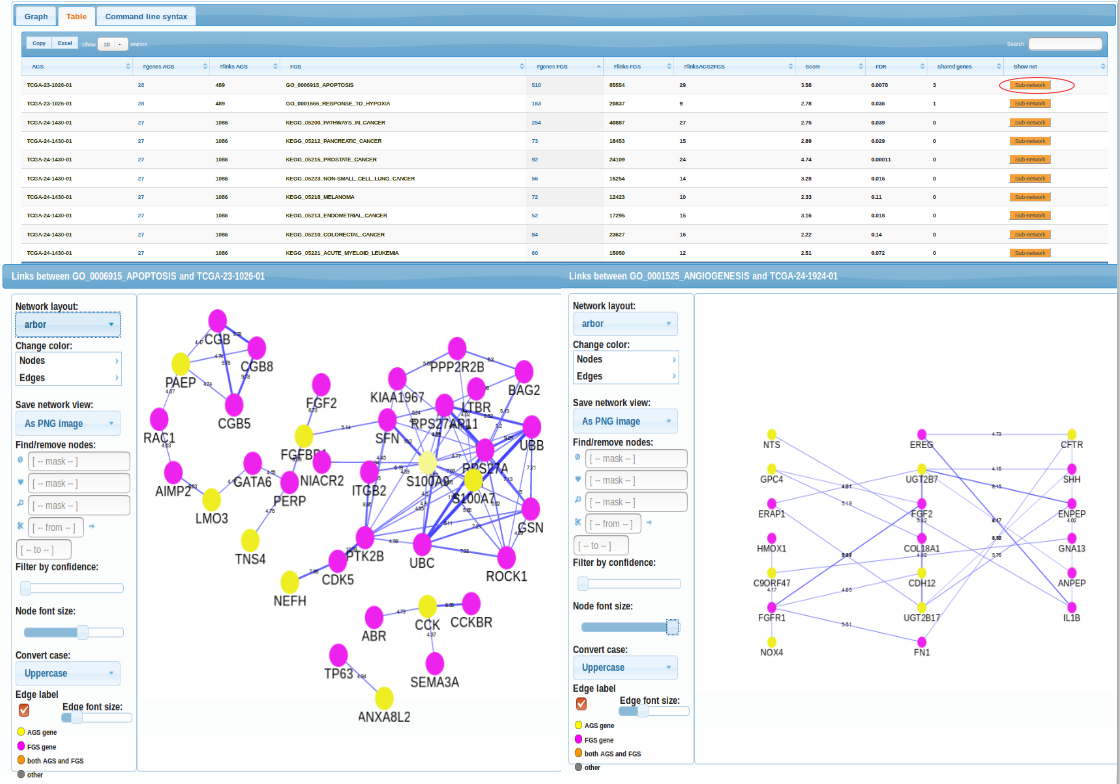 Graph Table Command line syntax
Copy Excel Show 10 entries Search
AGS #genes AGS #links AGS FGS #genes FGS #links FGS #linksAGS2FGS Score FDR Shared genes Show net
TCGA-23-1026-01 28 489 GO_0006915_APOPTOSIS 510 85554 29 3.58 0.0078 3 Sub-network
TCGA-23-1026-01 28 489 GO_0001666_RESPONSE_TO_HYPOXIA 163 20837 9 2.78 0.036 1 Sub-network
TCGA-24-1430-01 27 1086 KEGG_05200_PATHWAYS_IN_CANCER 254 40887 27 2.75 0.039 0 Sub-network
TCGA-24-1430-01 27 1086 KEGG_05212_PANCREATIC_CANCER 73 18453 15 2.89 0.029 0 Sub-network
TCGA-24-1430-01 27 1086 KEGG_05215_PROSTATE_CANCER 92 24109 24 4.74 0.00011 0 Sub-network
TCGA-24-1430-01 27 1086 KEGG_05223_NON-SMALL_CELL_LUNG_CANCER 56 15254 14 3.28 0.016 0 Sub-network
TCGA-24-1430-01 27 1086 KEGG_05218_MELANOMA 72 12423 10 2.33 0.11 0 Sub-network
TCGA-24-1430-01 27 1086 KEGG_05213_ENDOMETRIAL_CANCER 52 17295 15 3.16 0.018 0 Sub-network
TCGA-24-1430-01 27 1086 KEGG_05210_COLORECTAL_CANCER 84 23627 16 2.22 0.14 0 Sub-network
TCGA-24-1430-01 27 1086 KEGG_05221_ACUTE_MYELOID_LEUKEMIA 60 15050 12 2.51 0.072 0 Sub-network
Links between GO_0006915_APOPTOSIS and TCGA-23-1026-01
Network layout:
arbor
Change color:
Nodes
Edges
Save network view:
As PNG image
Find/remove nodes:
[ -- mask -- ]
[ -- mask -- ]
[ -- mask -- ]
[ -- from -- ]
[ -- to -- ]
Filter by confidence:
Node font size:
Convert case:
Uppercase
Edge label
Edge font size:
AGS gene
FGS gene
both AGS and FGS
other
CGB
CGB8
PAEP
CGB5
RAC1
AIMP2
LMO3
GATA6
PERP
TNS4
NEFH
CDK5
FGF2
FGFBP1
NIACR2
KIAA1967
PPP2R2B
BAG2
LTBR
RPS27A
SFN
UBB
S100A9
S100A7
ITGB2
GSN
PTK2B
UBC
ROCK1
ABR
CCK
CCKBR
SEMA3A
TP63
ANXA8L2
Links between GO_0001525_ANGIOGENESIS and TCGA-24-1924-01
Network layout:
arbor
Change color:
Nodes
Edges
Save network view:
As PNG image
Find/remove nodes:
[ -- mask -- ]
[ -- mask -- ]
[ -- mask -- ]
[ -- from -- ]
[ -- to -- ]
Filter by confidence:
Node font size:
Convert case:
Uppercase
Edge label
Edge font size:
AGS gene
FGS gene
both AGS and FGS
other
NTS EREG 4.79 CFTR
GPC4 UGT2B7 SHH
ERAP1 FGF2 ENPEP
HMOX1 COL18A1 GNA13
C9ORF47 CDH12 ANPEP
FGFR1 UGT2B17 IL1B
NOX4 FN1